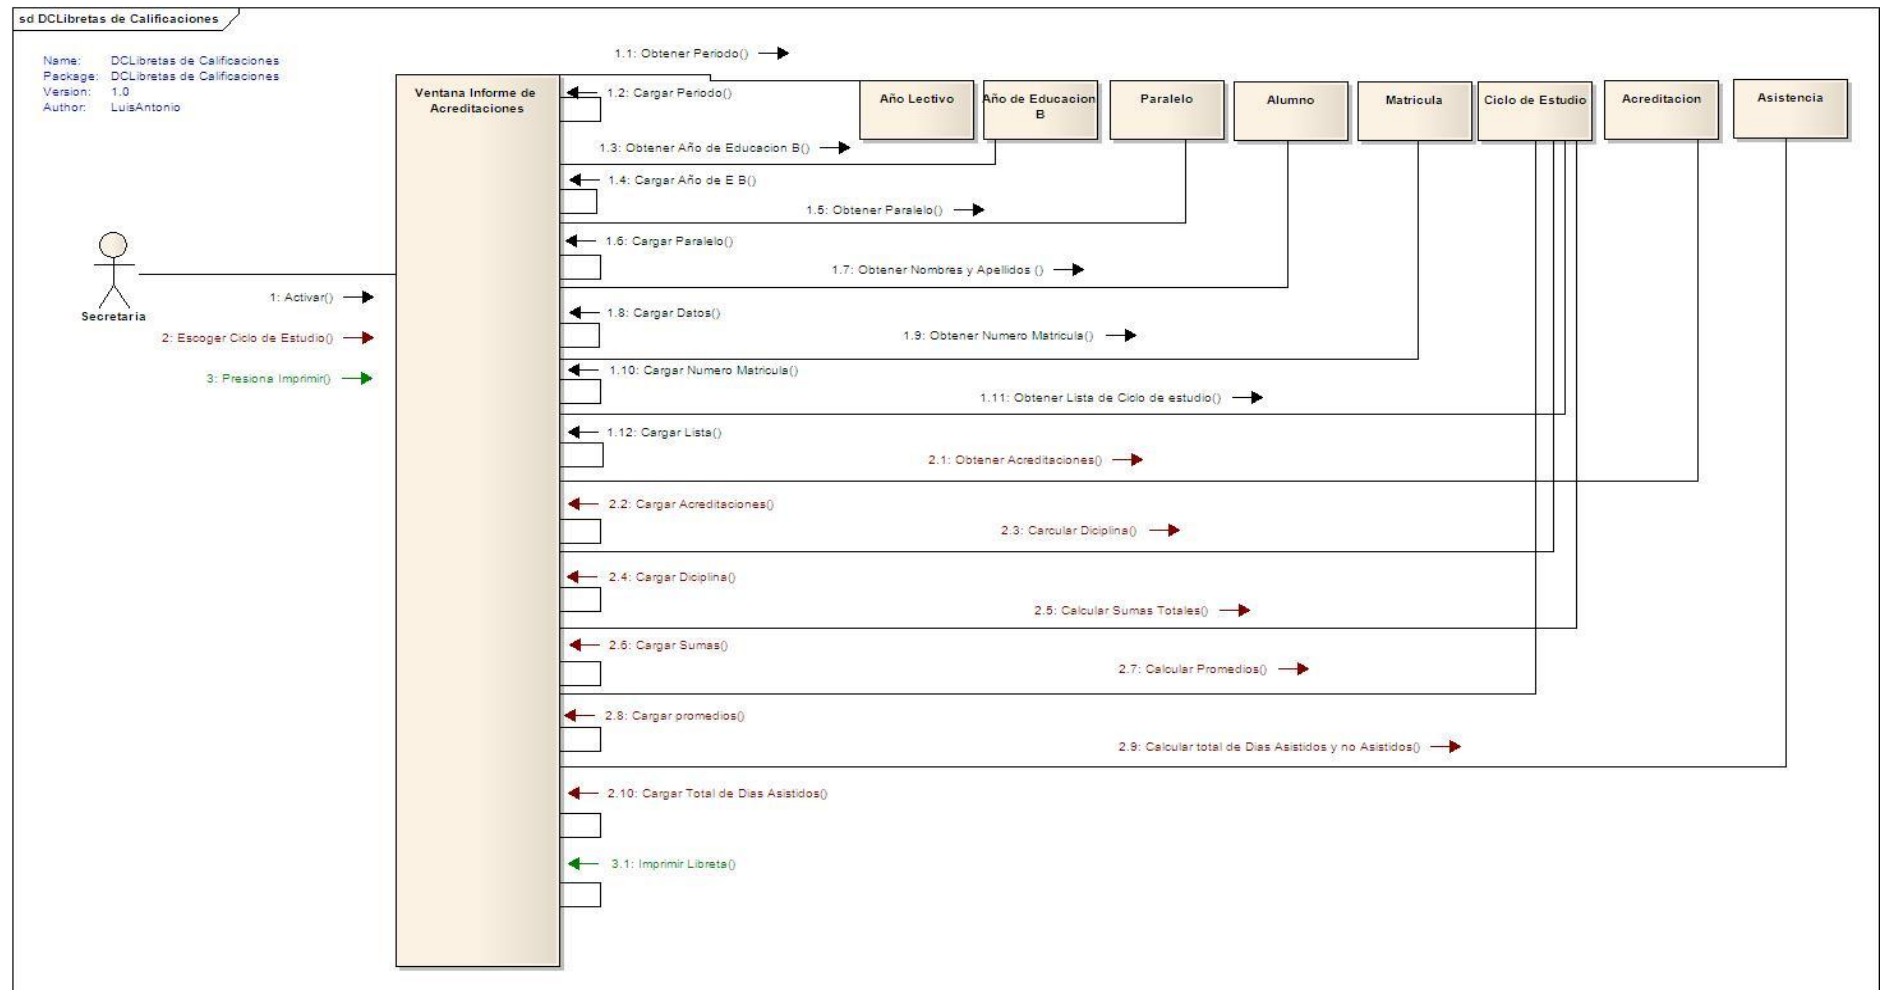 sd DCLibretas de Calificaciones
Name: DCLibretas de Calificaciones
Package: DCLibretas de Calificaciones
Version: 1.0
Author: LuisAntonio
1.1: Obtener Periodo()
Ventana Informe de
Acreditaciones
1.2: Cargar Periodo()
Año Lectivo
Año de Educacion
B
Paralelo
Alumno
Matricula
Ciclo de Estudio
Acreditacion
Asistencia
1.3: Obtener Año de Educacion B()
1.4: Cargar Año de E B()
1.5: Obtener Paralelo()
1.6: Cargar Paralelo()
1.7: Obtener Nombres y Apellidos ()
Secretaria
1: Activar()
2: Escoger Ciclo de Estudio()
3: Presiona Imprimir()
1.8: Cargar Datos()
1.9: Obtener Numero Matricula()
1.10: Cargar Numero Matricula()
1.11: Obtener Lista de Ciclo de estudio()
1.12: Cargar Lista()
2.1: Obtener Acreditaciones()
2.2: Cargar Acreditaciones()
2.3: Carcular Diciplina()
2.4: Cargar Diciplina()
2.5: Calcular Sumas Totales()
2.6: Cargar Sumas()
2.7: Calcular Promedios()
2.8: Cargar promedios()
2.9: Calcular total de Dias Asistidos y no Asistidos()
2.10: Cargar Total de Dias Asistidos()
3.1: Imprimir Libreta()